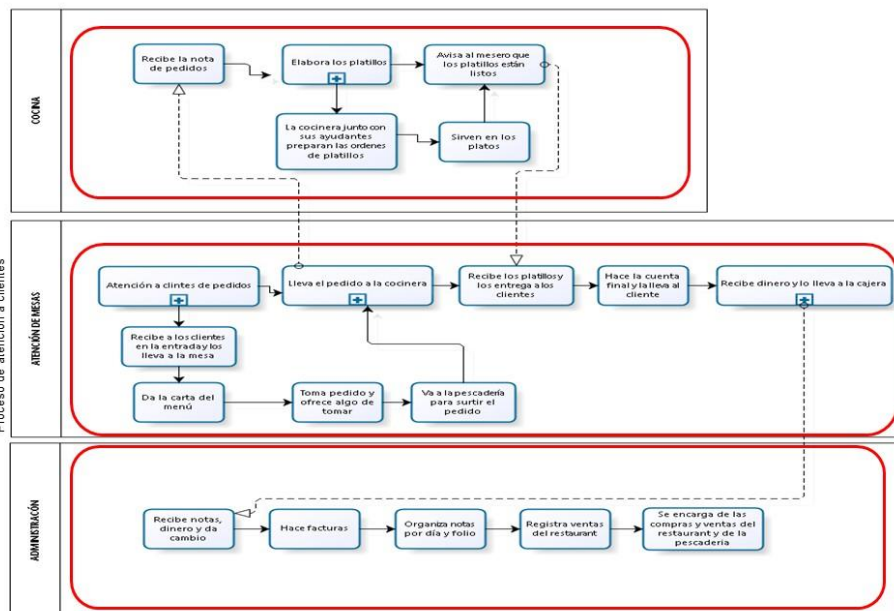 Proceso de atención a clientes
COCINA
Recibe la nota
de pedidos
Elabora los platillos
Avisa al mesero que
los platillos están
listos
La cocinera junto con
sus ayudantes
preparan las ordenes
de platillos
Sirven en los
platos
ATENCIÓN DE MESAS
Atención a clintes de pedidos
Lleva el pedido a la cocinera
Recibe los platillos y
los entrega a los
clientes
Hace la cuenta
final y la lleva al
cliente
Recibe dinero y lo lleva a la cajera
Recibe a los clientes
en la entrada y los
lleva a la mesa
Da la carta del
menú
Toma pedido y
ofrece algo de
tomar
Va a la pescadería
para surtir el
pedido
ADMINISTRACÓN
Recibe notas,
dinero y da
cambio
Hace facturas
Organiza notas
por día y folio
Registra ventas
del restaurant
Se encarga de las
compras y ventas del
restaurant y de la
pescaderia